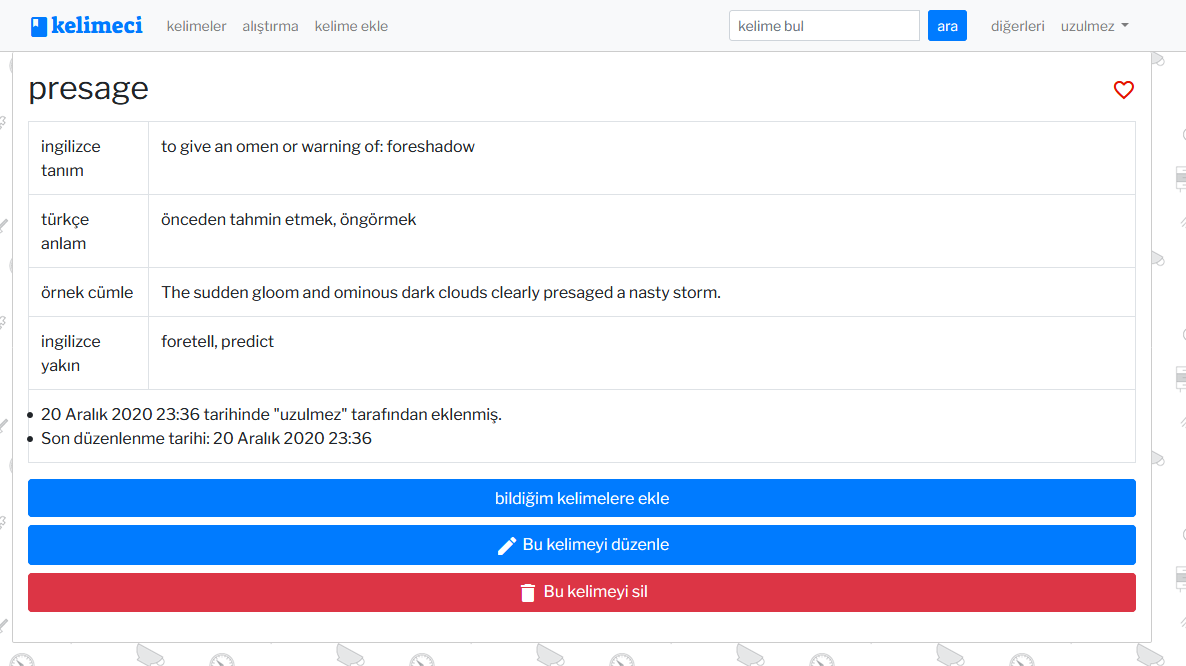 kelimeci kelimeler alıştırma kelime ekle kelime bul ara diğerleri uzulmez
presage
ingilizce tanım
to give an omen or warning of: foreshadow
türkçe anlam
önceden tahmin etmek, öngörmek
örnek cümle
The sudden gloom and ominous dark clouds clearly presaged a nasty storm.
ingilizce yakın
foretell, predict
20 Aralık 2020 23:36 tarihinde "uzulmez" tarafından eklenmiş.
Son düzenlenme tarihi: 20 Aralık 2020 23:36
bildiğim kelimelere ekle
Bu kelimeyi düzenle
Bu kelimeyi sil